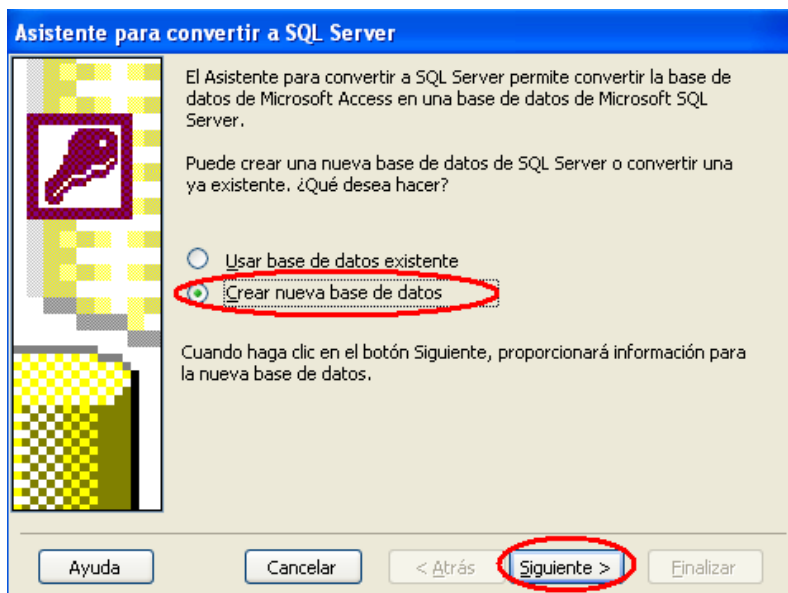 Asistente para convertir a SQL Server
El Asistente para convertir a SQL Server permite convertir la base de
datos de Microsoft Access en una base de datos de Microsoft SQL
Server.
Puede crear una nueva base de datos de SQL Server o convertir una
ya existente. ¿Qué desea hacer?
Usar base de datos existente
Crear nueva base de datos
Cuando haga clic en el botón Siguiente, proporcionará información para
la nueva base de datos.
Ayuda Cancelar < Atrás Siguiente > Finalizar